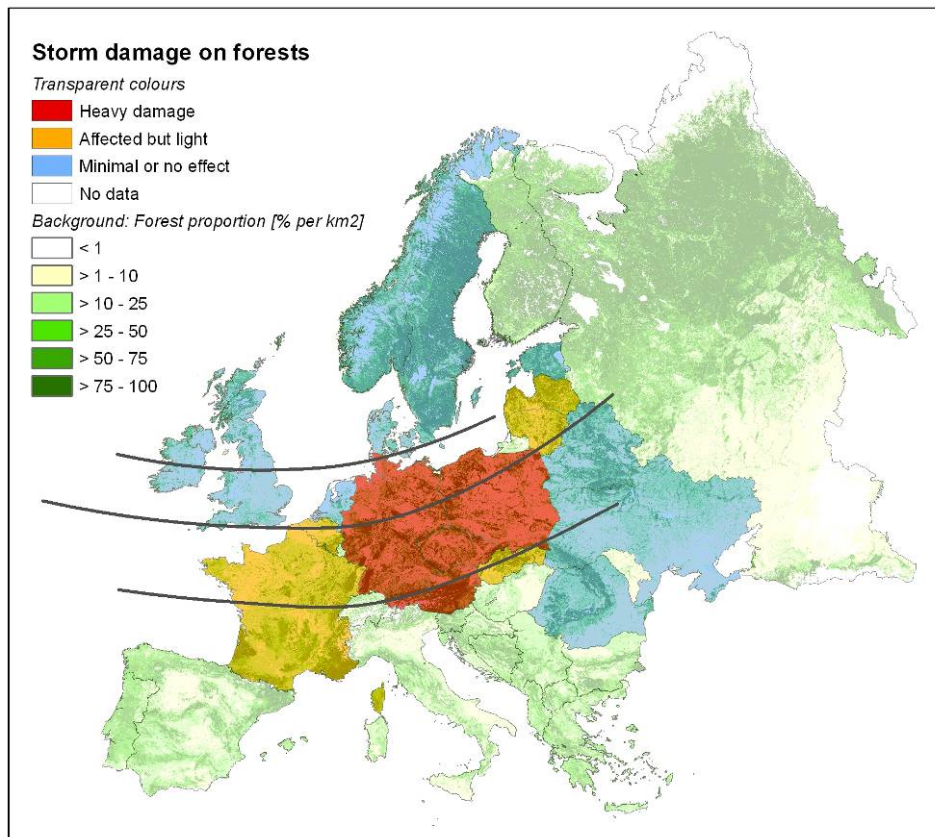 Storm damage on forests
Transparent colours
Heavy damage
Affected but light
Minimal or no effect
No data
Background: Forest proportion [% per km2]
< 1
> 1 - 10
> 10 - 25
> 25 - 50
> 50 - 75
> 75 - 100